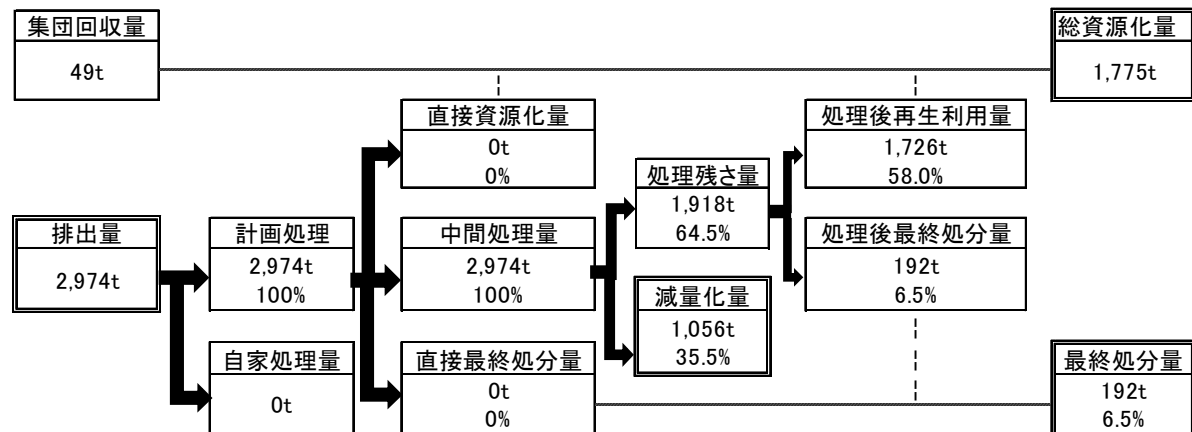 集団回収量
49t
総資源化量
1,775t
直接資源化量
0t
0%
処理後再生利用量
1,726t
58.0%
処理残さ量
1,918t
64.5%
排出量
2,974t
計画処理
2,974t
100%
中間処理量
2,974t
100%
処理後最終処分量
192t
6.5%
減量化量
1,056t
35.5%
自家処理量
0t
直接最終処分量
0t
0%
最終処分量
192t
6.5%